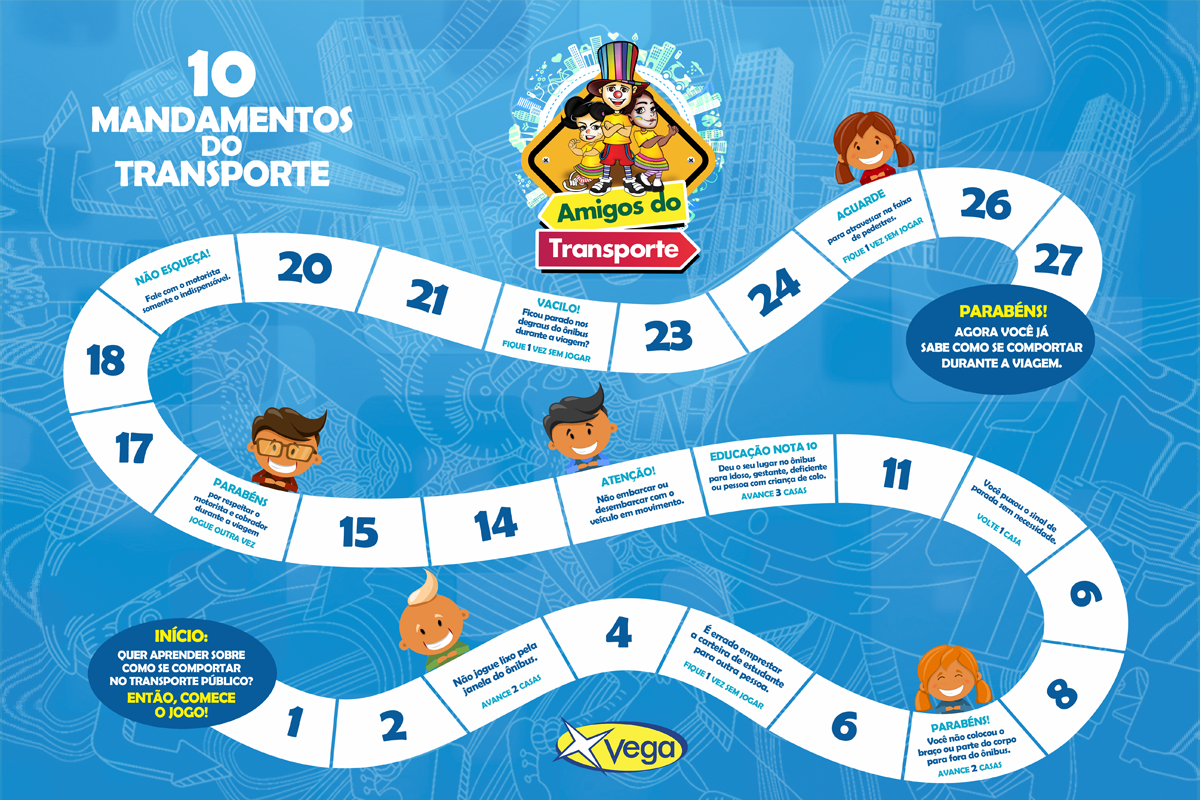 10
MANDAMENTOS
DO
TRANSPORTE
Amigos do
Transporte
INÍCIO:
QUER APRENDER SOBRE
COMO SE COMPORTAR
NO TRANSPORTE PÚBLICO?
ENTÃO, COMECE
O JOGO!
1
2
Não jogue lixo pela
janela do ônibus.
AVANCE 2 CASAS
4
É errado emprestar
a carteira de estudante
para outra pessoa.
FIQUE 1 VEZ SEM JOGAR
6
PARABÉNS!
Você não colocou o
braço ou parte do corpo
para fora do ônibus.
AVANCE 2 CASAS
8
9
Você puxou o sinal de
parada sem necessidade.
VOLTE 1 CASA
11
EDUCAÇÃO NOTA 10
Deu o seu lugar no ônibus
para idoso, gestante, deficiente
ou pessoa com criança de colo.
AVANCE 3 CASAS
ATENÇÃO!
Não embarcar ou
desembarcar com o
veículo em movimento.
14
15
PARABÉNS
por respeitar o
motorista e cobrador
durante a viagem
JOGUE OUTRA VEZ
17
18
NÃO ESQUEÇA!
Fale com o motorista
somente o indispensável.
20
21
VACILO!
Ficou parado nos
degraus do ônibus
durante a viagem?
FIQUE 1 VEZ SEM JOGAR
23
24
AGUARDE
para atravessar na faixa
de pedestres.
FIQUE 1 VEZ SEM JOGAR
26
27
PARABÉNS!
AGORA VOCÊ JÁ
SABE COMO SE COMPORTAR
DURANTE A VIAGEM.
Vega